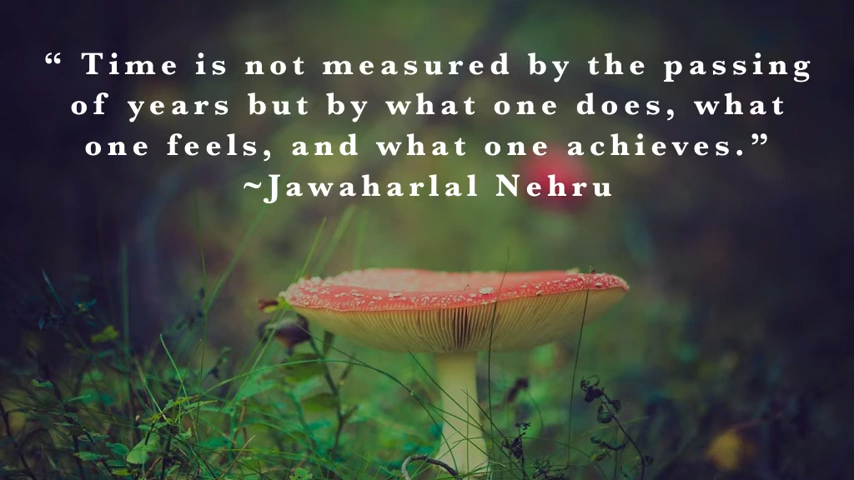 “ Time is not measured by the passing
of years but by what one does, what
one feels, and what one achieves.”
~Jawaharlal Nehru